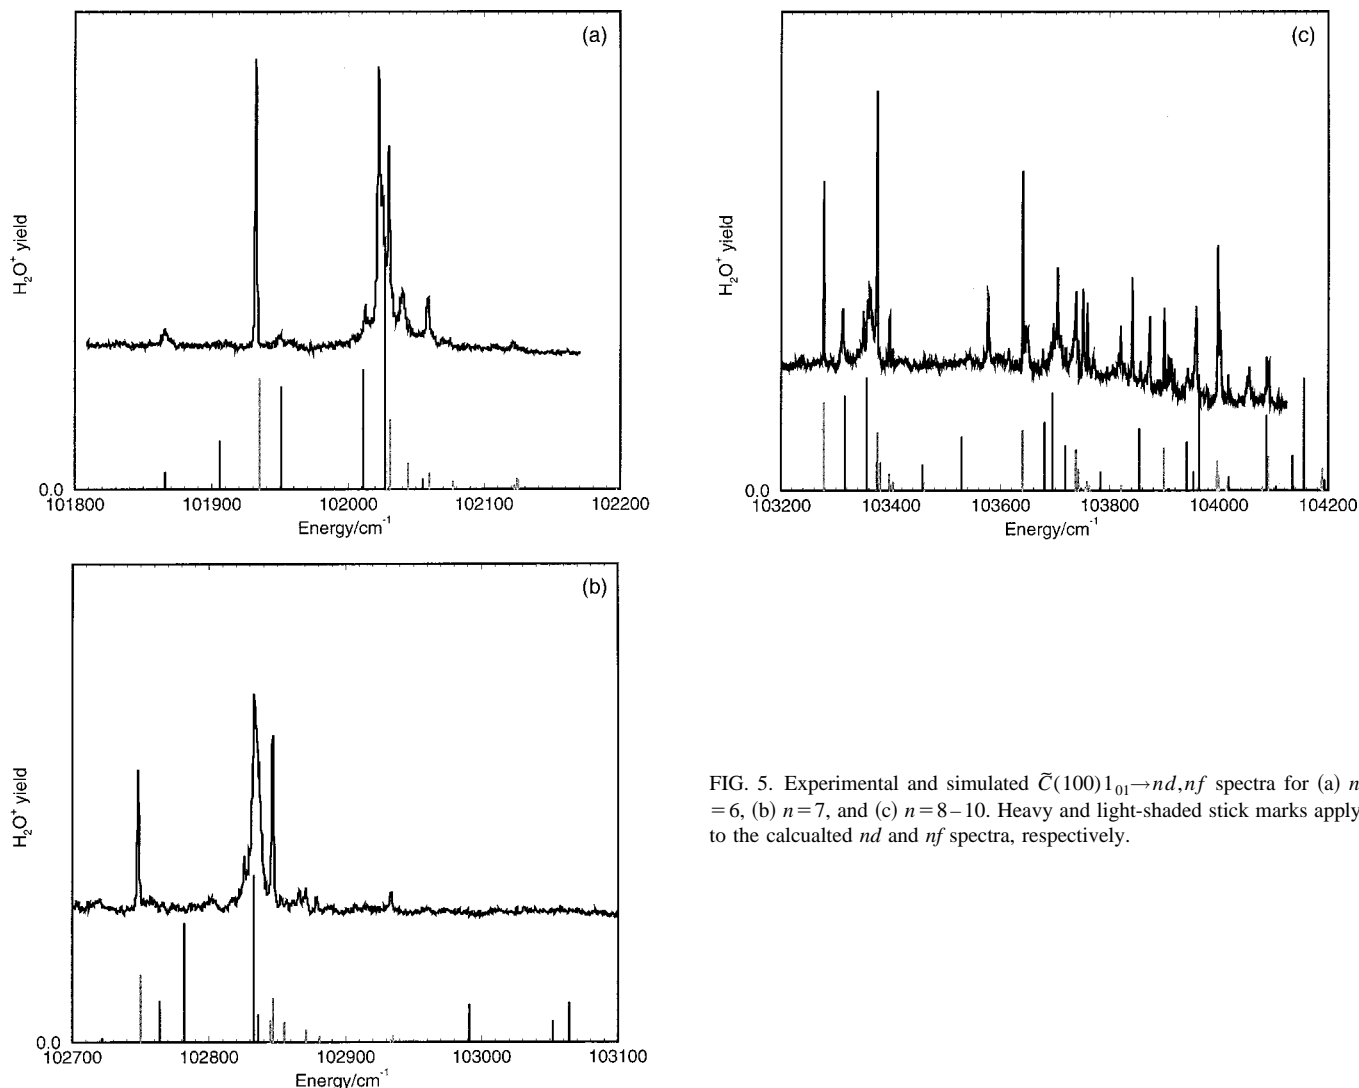 (a)
H2O+ yield
0.0
101800 101900 102000 102100 102200
Energy/cm-1
(c)
H2O+ yield
0.0
103200 103400 103600 103800 104000 104200
Energy/cm-1
(b)
H2O+ yield
0.0
102700 102800 102900 103000 103100
Energy/cm-1
FIG. 5. Experimental and simulated C̃(100)1₀₁→nd,nf spectra for (a) n
=6, (b) n=7, and (c) n=8–10. Heavy and light-shaded stick marks apply
to the calcualted nd and nf spectra, respectively.